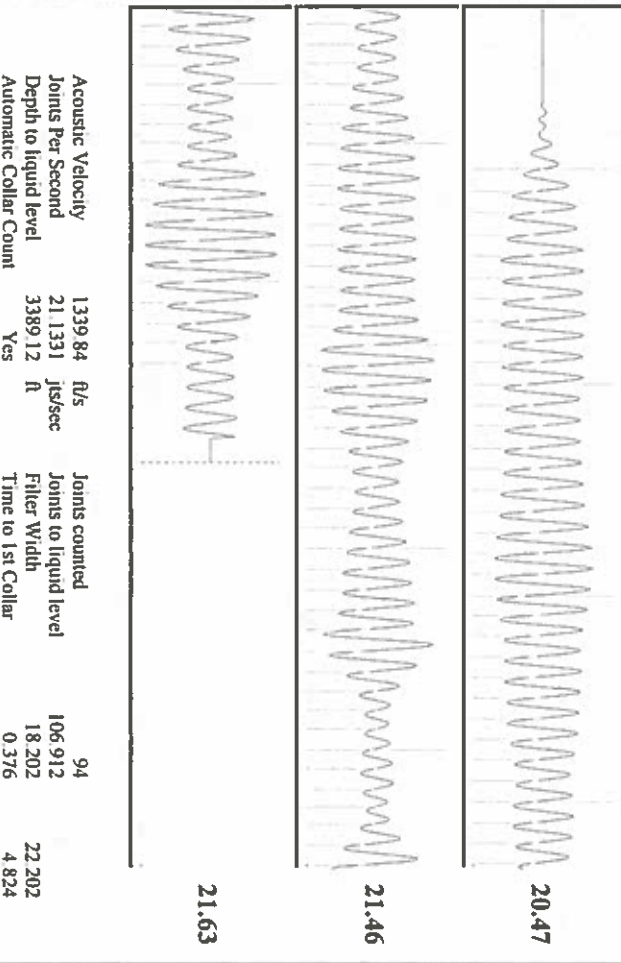 20.47
21.46
21.63
Acoustic Velocity 1339.84 ft/s Joints counted 94
Joints Per Second 21.1331 jts/sec Joints to liquid level 106.912
Depth to liquid level 3389.12 ft Filter Width 18.202 22.202
Automatic Collar Count Yes Time to 1st Collar 0.376 4.824